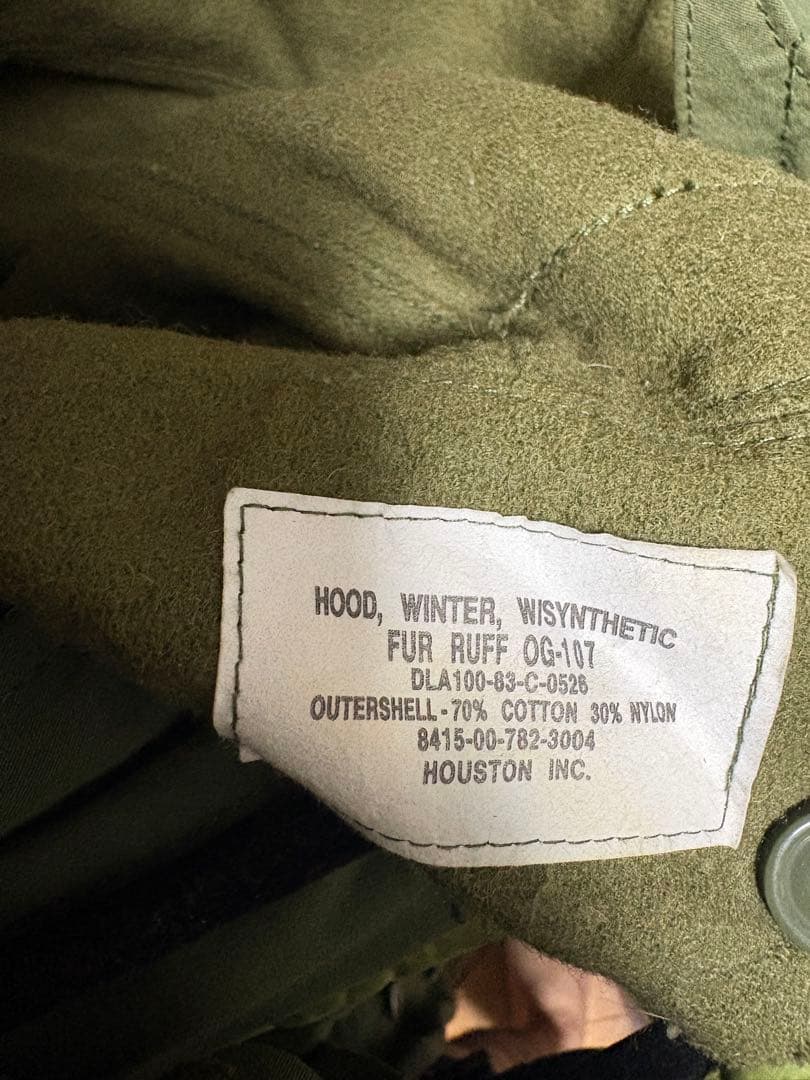 HOOD, WINTER, W/SYNTHETIC
FUR RUFF OG-107
DLA100-83-C-0526
OUTERSHELL-70% COTTON 30% NYLON
8415-00-782-3004
HOUSTON INC.